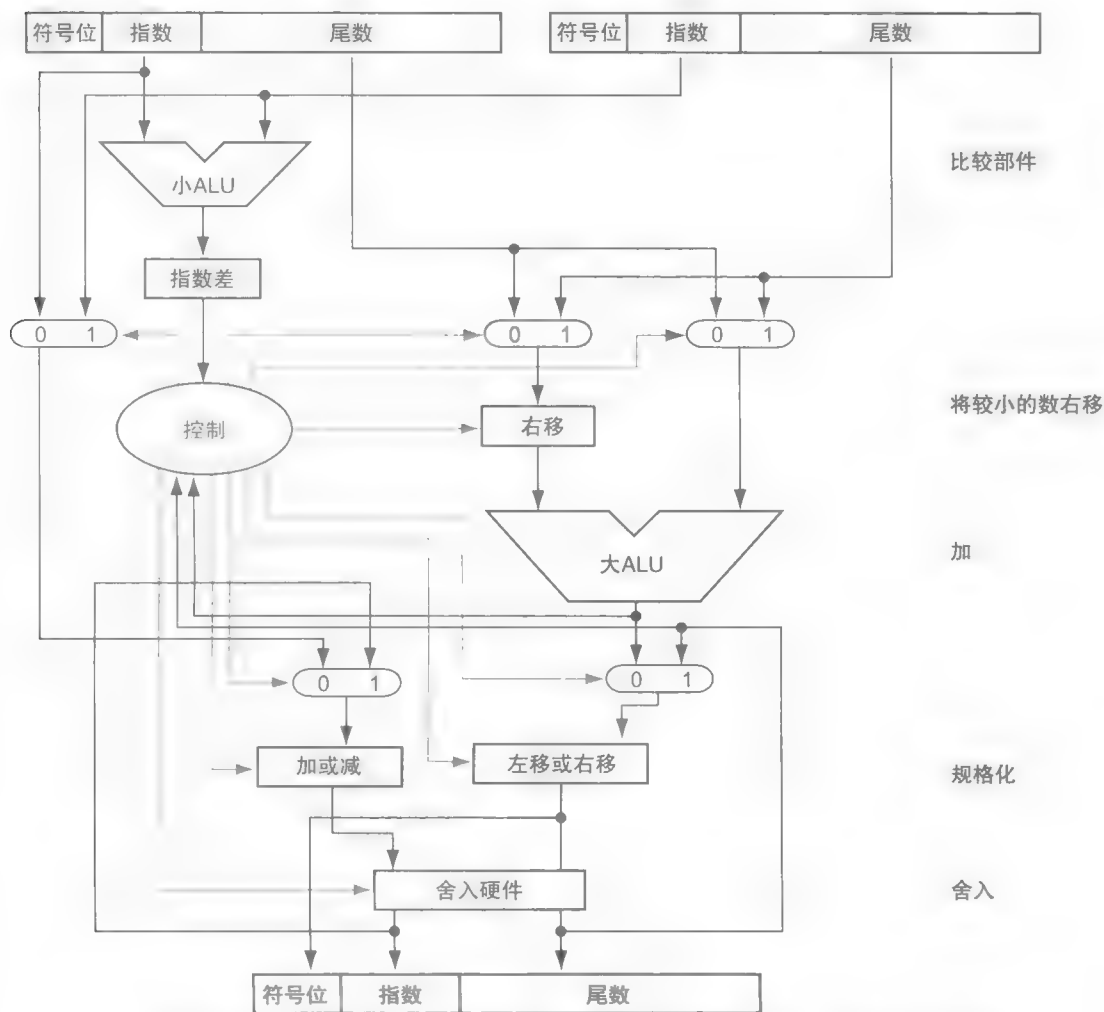 符号位 指数 尾数 符号位 指数 尾数
比较部件
小ALU
指数差
0 1 0 1 0 1
将较小的数右移
控制 右移
加
大ALU
0 1 0 1
加或减 左移或右移 规格化
舍入硬件 舍入
符号位 指数 尾数